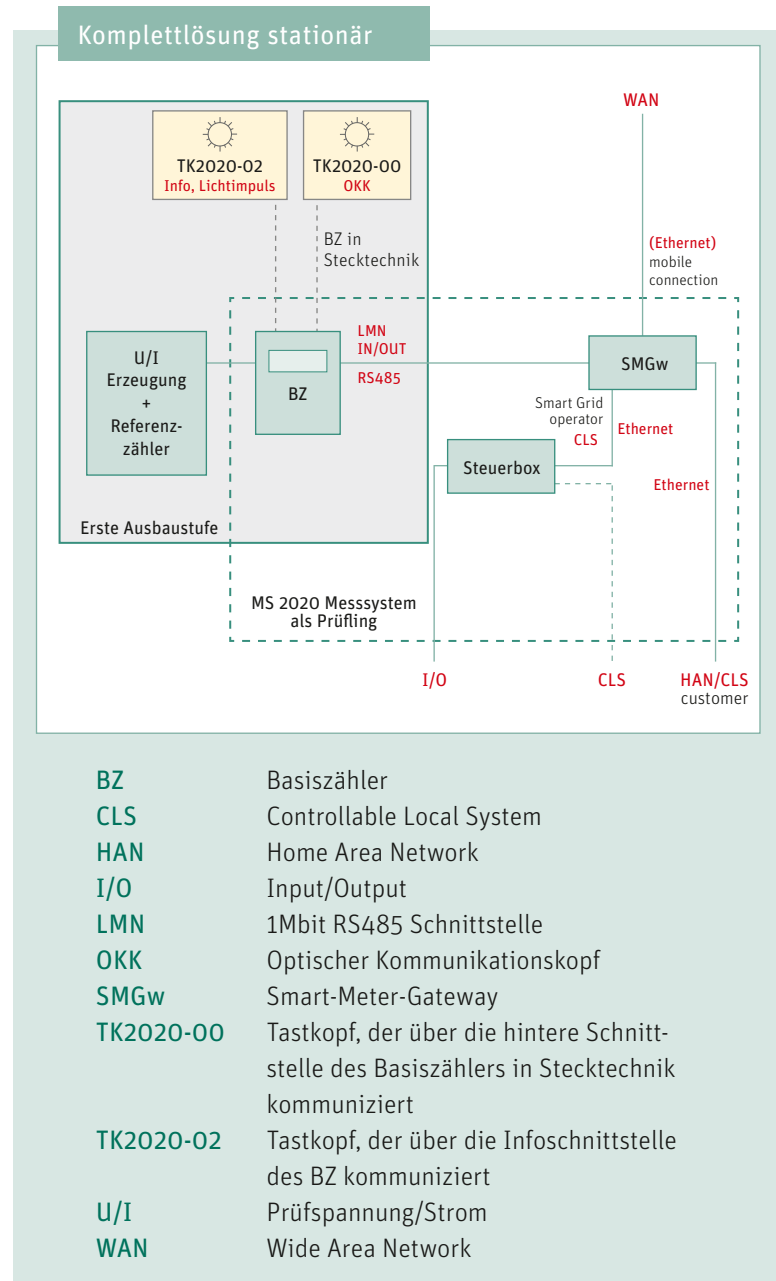 Komplettlösung stationär
TK2020-02
Info, Lichtimpuls
TK2020-00
OKK
WAN
BZ in
Stecktechnik
(Ethernet)
mobile
connection
U/I
Erzeugung
+
Referenz-
zähler
BZ
LMN
IN/OUT
RS485
SMGw
Smart Grid
operator
CLS
Ethernet
Steuerbox
Ethernet
Erste Ausbaustufe
MS 2020 Messsystem
als Prüfling
I/O
CLS
HAN/CLS
customer
BZ Basiszähler
CLS Controllable Local System
HAN Home Area Network
I/O Input/Output
LMN 1Mbit RS485 Schnittstelle
OKK Optischer Kommunikationskopf
SMGw Smart-Meter-Gateway
TK2020-00 Tastkopf, der über die hintere Schnitt-
stelle des Basiszählers in Stecktechnik
kommuniziert
TK2020-02 Tastkopf, der über die Infoschnittstelle
des BZ kommuniziert
U/I Prüfspannung/Strom
WAN Wide Area Network